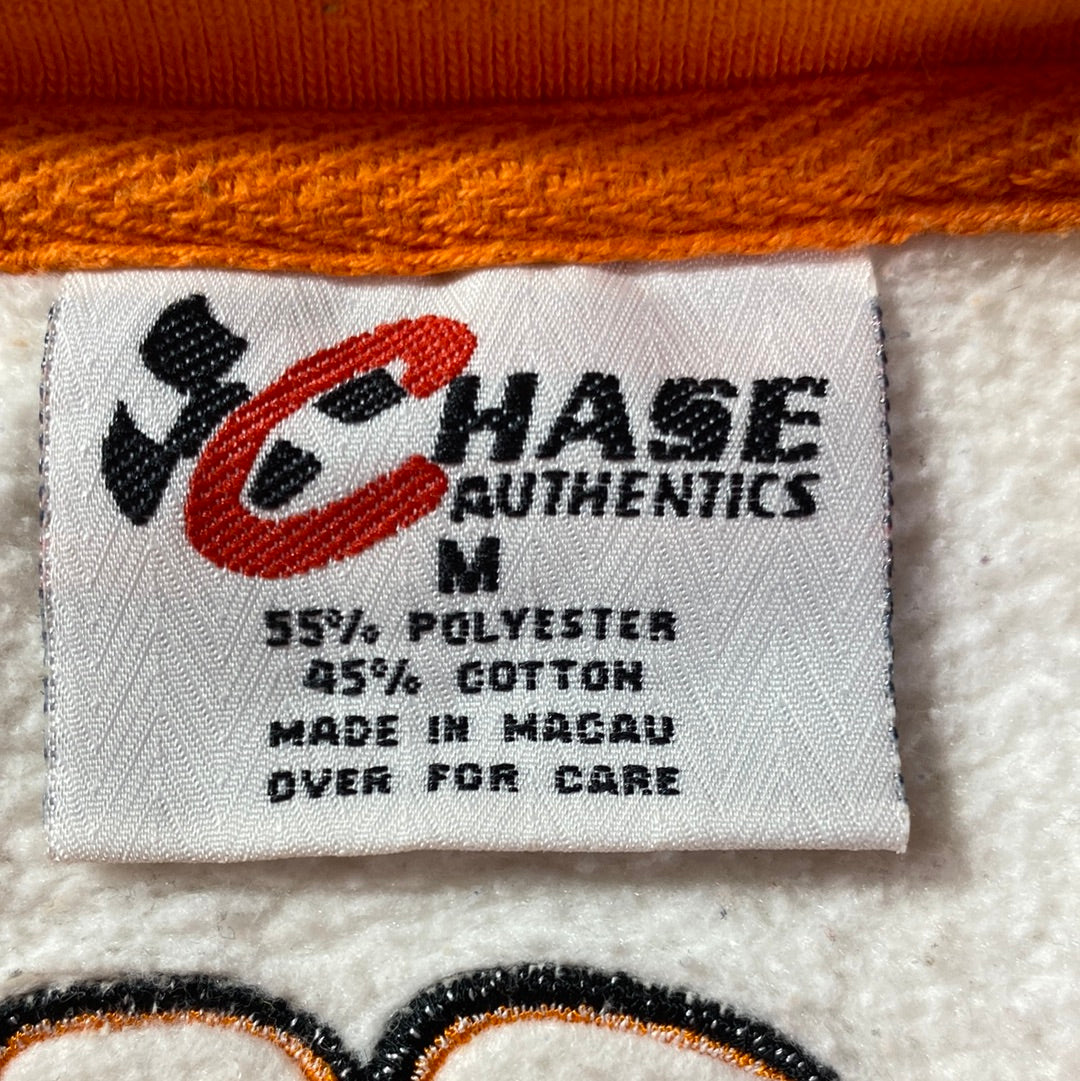 CHASE
AUTHENTICS
M
55% POLYESTER
45% COTTON
MADE IN MACAU
OVER FOR CARE